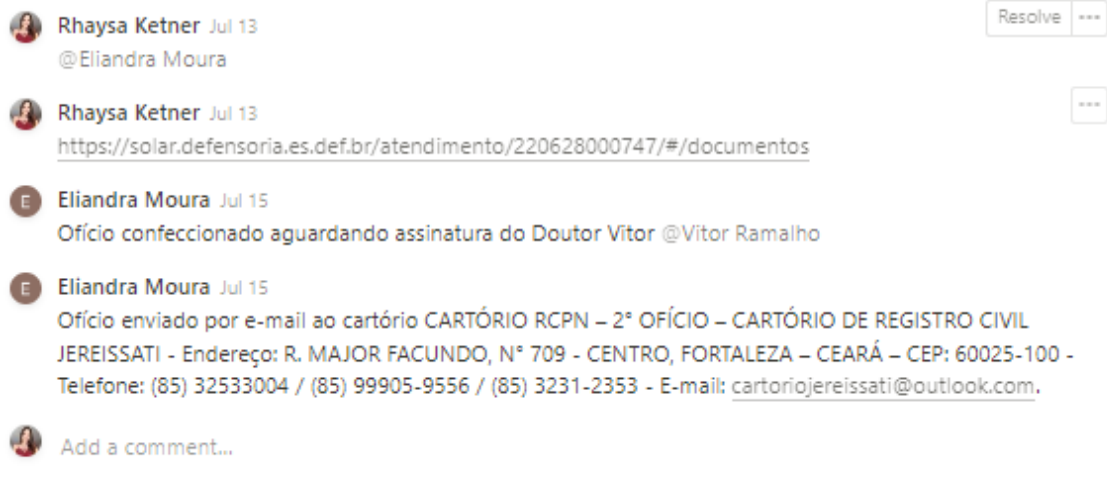 Rhaysa Ketner Jul 13
Resolve
@Eliandra Moura
Rhaysa Ketner Jul 13
https://solar.defensoria.es.def.br/atendimento/220628000747/#/documentos
E
Eliandra Moura Jul 15
Ofício confeccionado aguardando assinatura do Doutor Vitor @Vitor Ramalho
E
Eliandra Moura Jul 15
Ofício enviado por e-mail ao cartório CARTÓRIO RCPN – 2° OFÍCIO – CARTÓRIO DE REGISTRO CIVIL
JEREISSATI - Endereço: R. MAJOR FACUNDO, N° 709 - CENTRO, FORTALEZA – CEARÁ – CEP: 60025-100 -
Telefone: (85) 32533004 / (85) 99905-9556 / (85) 3231-2353 - E-mail: cartoriojereissati@outlook.com.
Add a comment...